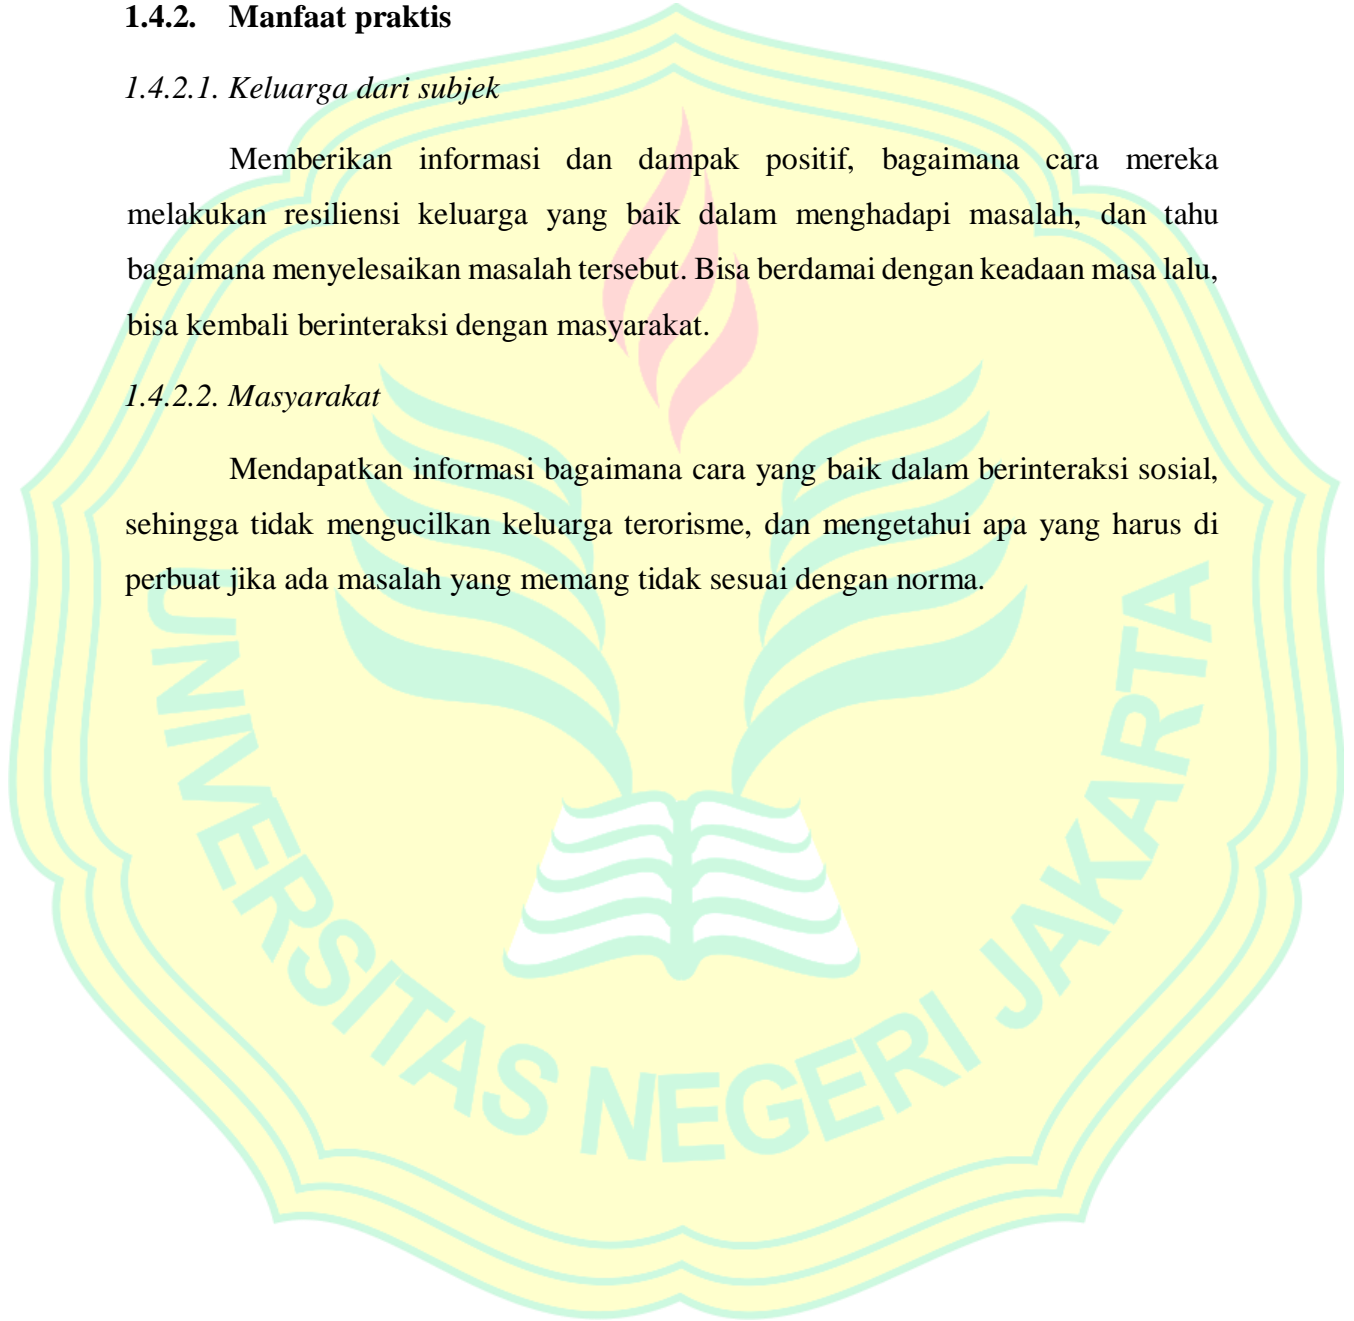 1.4.2. Manfaat praktis
1.4.2.1. Keluarga dari subjek
Memberikan informasi dan dampak positif, bagaimana cara mereka
melakukan resiliensi keluarga yang baik dalam menghadapi masalah, dan tahu
bagaimana menyelesaikan masalah tersebut. Bisa berdamai dengan keadaan masa lalu,
bisa kembali berinteraksi dengan masyarakat.
1.4.2.2. Masyarakat
Mendapatkan informasi bagaimana cara yang baik dalam berinteraksi sosial,
sehingga tidak mengucilkan keluarga terorisme, dan mengetahui apa yang harus di
perbuat jika ada masalah yang memang tidak sesuai dengan norma.
UNIVERSITAS NEGERI JAKARTA